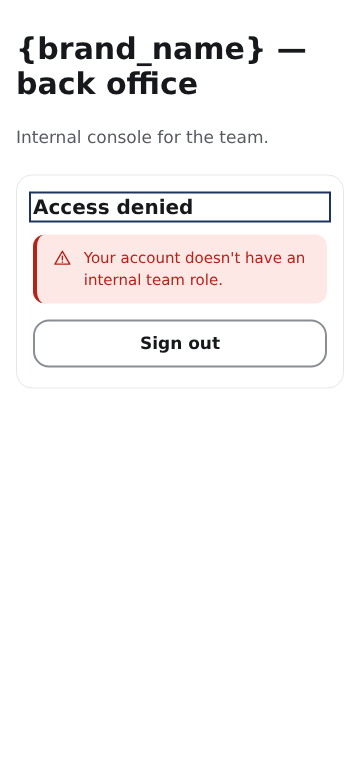 {brand_name} —
back office
Internal console for the team.
Access denied
Your account doesn't have an
internal team role.
Sign out